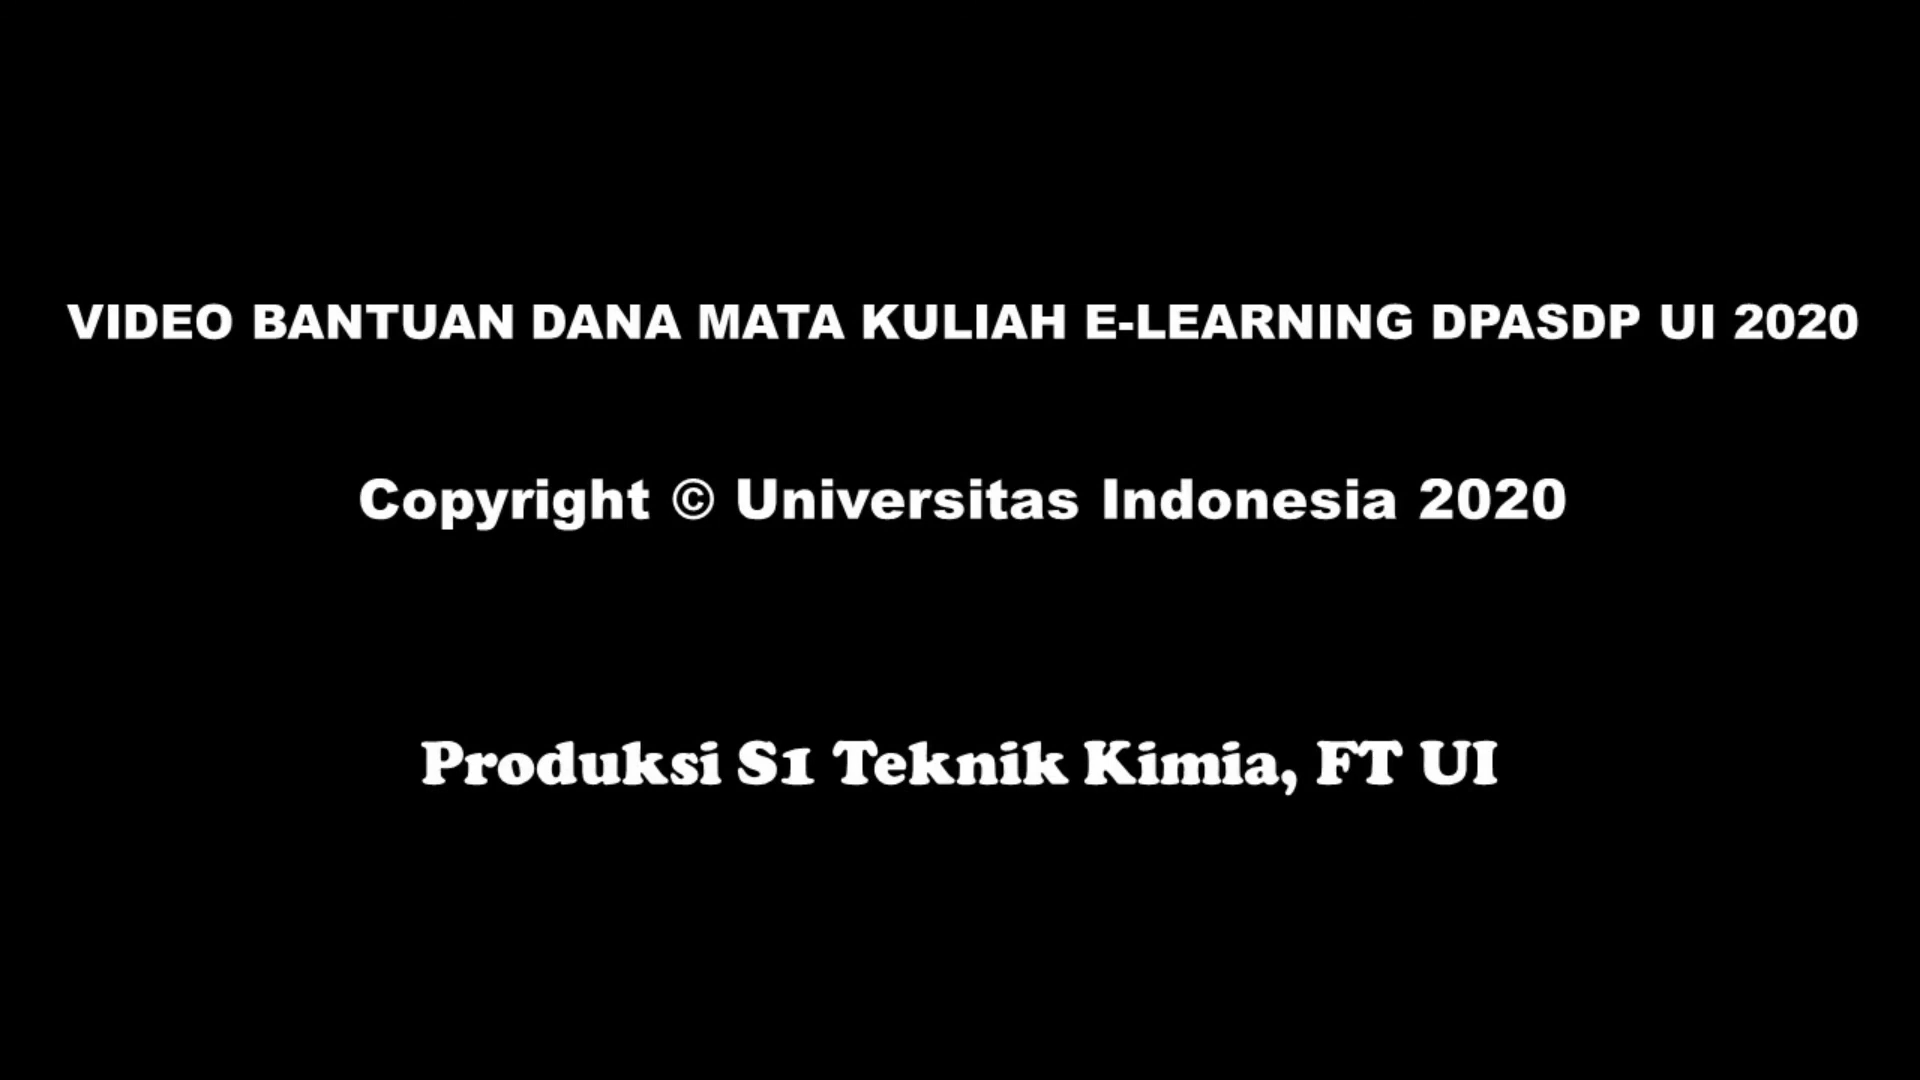 VIDEO BANTUAN DANA MATA KULIAH E-LEARNING DPASDP UI 2020
Copyright © Universitas Indonesia 2020
Produksi S1 Teknik Kimia, FT UI